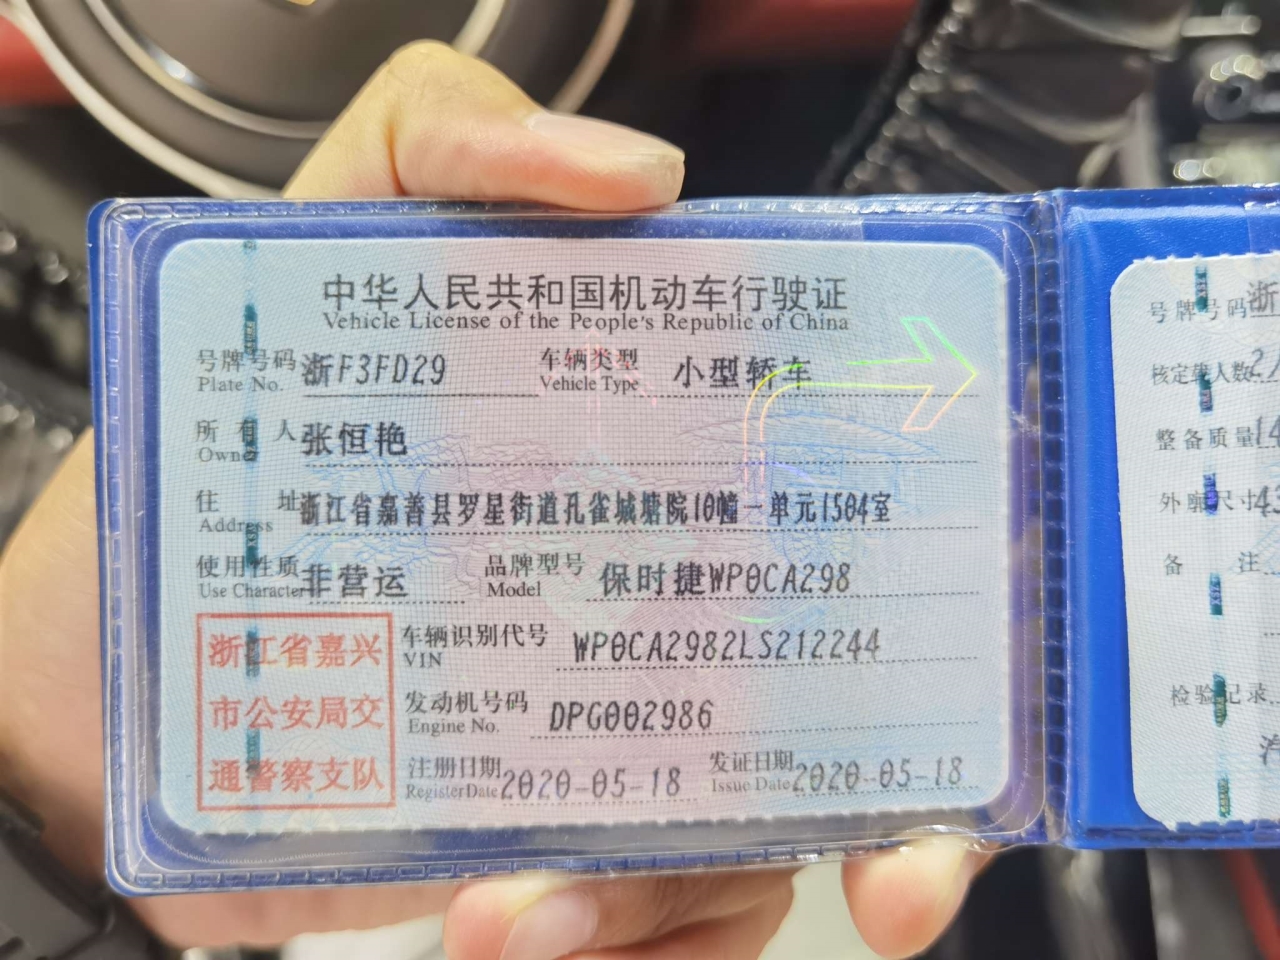 中华人民共和国机动车行驶证
Vehicle License of the People's Republic of China
号牌号码 浙F3FD29 车辆类型 小型轿车
Plate No. Vehicle Type
所有人 张恒艳
Owner
住址 浙江省嘉善县罗星街道孔雀城塘院10幢一单元1504室
Address
使用性质 非营运 品牌型号 保时捷WP0CA298
Use Character Model
浙江省嘉兴
市公安局交
通警察支队
车辆识别代号 WP0CA2982LS212244
VIN
发动机号码 DPG002986
Engine No.
注册日期 2020-05-18 发证日期 2020-05-18
Register Date Issue Date
号牌号码 浙
核定载人数 2
整备质量 14
外廓尺寸 45
备注
检验记录